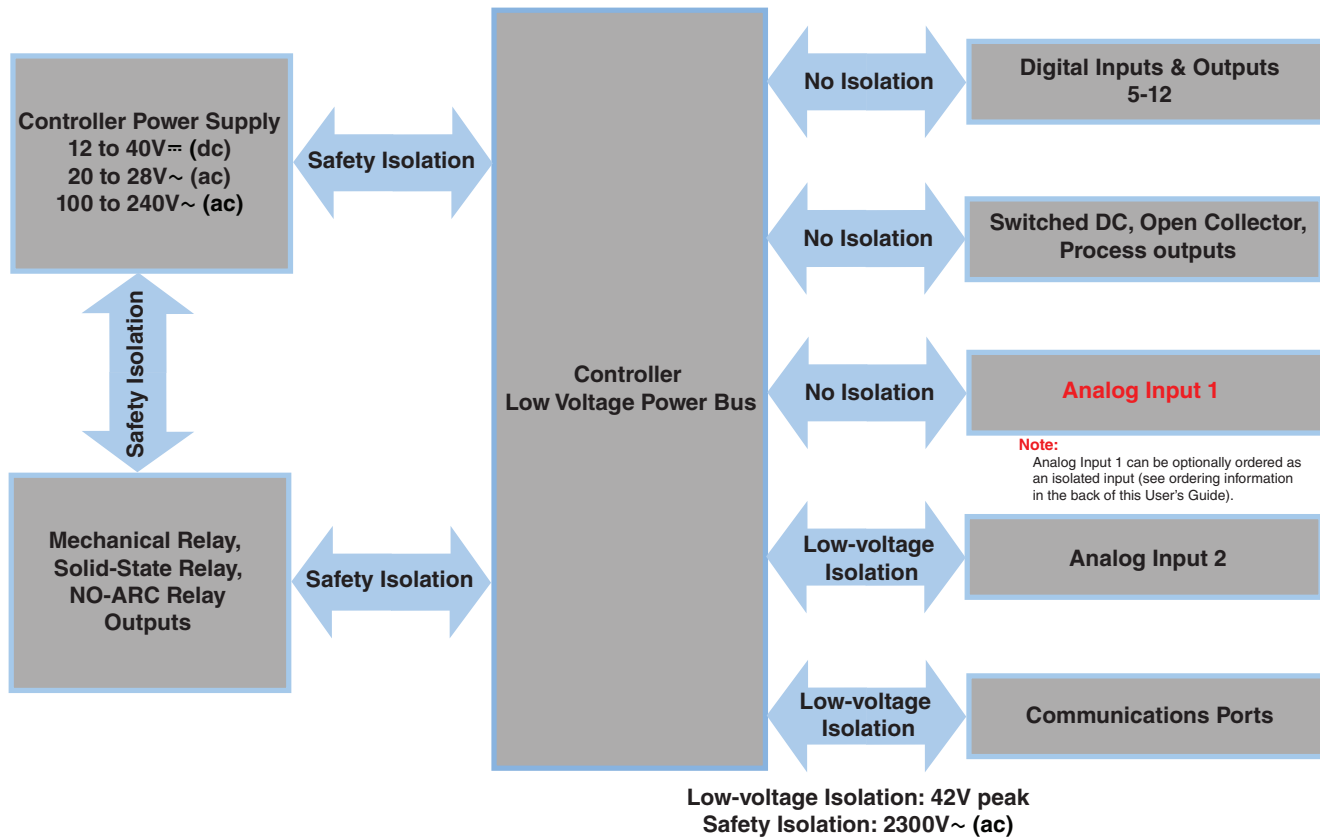 Controller Power Supply
12 to 40V⎓ (dc)
20 to 28V~ (ac)
100 to 240V~ (ac)
Safety Isolation
Safety Isolation
Mechanical Relay,
Solid-State Relay,
NO-ARC Relay
Outputs
Safety Isolation
Controller
Low Voltage Power Bus
No Isolation
Digital Inputs & Outputs
5-12
No Isolation
Switched DC, Open Collector,
Process outputs
No Isolation
Analog Input 1
Note:
Analog Input 1 can be optionally ordered as
an isolated input (see ordering information
in the back of this User's Guide).
Low-voltage
Isolation
Analog Input 2
Low-voltage
Isolation
Communications Ports
Low-voltage Isolation: 42V peak
Safety Isolation: 2300V~ (ac)